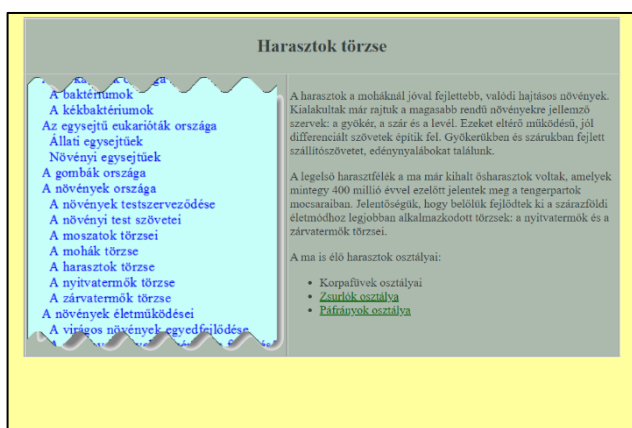 Harasztok törzse
A baktériumok
A kékbaktériumok
Az egysejtű eukarióták országa
Állati egysejtűek
Növényi egysejtűek
A gombák országa
A növények országa
A növények testszerveződése
A növényi test szövetei
A moszatok törzsei
A mohák törzse
A harasztok törzse
A nyitvatermők törzse
A zárvatermők törzse
A növények életműködései
A virágos növények egyedfejlődése
A harasztok a moháknál jóval fejlettebb, valódi hajtásos növények.
Kialakultak már rajtuk a magasabb rendű növényekre jellemző
szervek: a gyökér, a szár és a levél. Ezeket eltérő működésű, jól
differenciált szövetek építik fel. Gyökerükben és szárukban fejlett
szállítószövetet, edénynyalábokat találunk.
A legelső harasztfélék a ma már kihalt ősharasztok voltak, amelyek
mintegy 400 millió évvel ezelőtt jelentek meg a tengerpartok
mocsaraiban. Jelentőségük, hogy belőlük fejlődtek ki a szárazföldi
életmódhoz legjobban alkalmazkodott törzsek: a nyitvatermők és a
zárvatermők törzsei.
A ma is élő harasztok osztályai:
• Korpafüvek osztályai
• Zsurlók osztálya
• Páfrányok osztálya